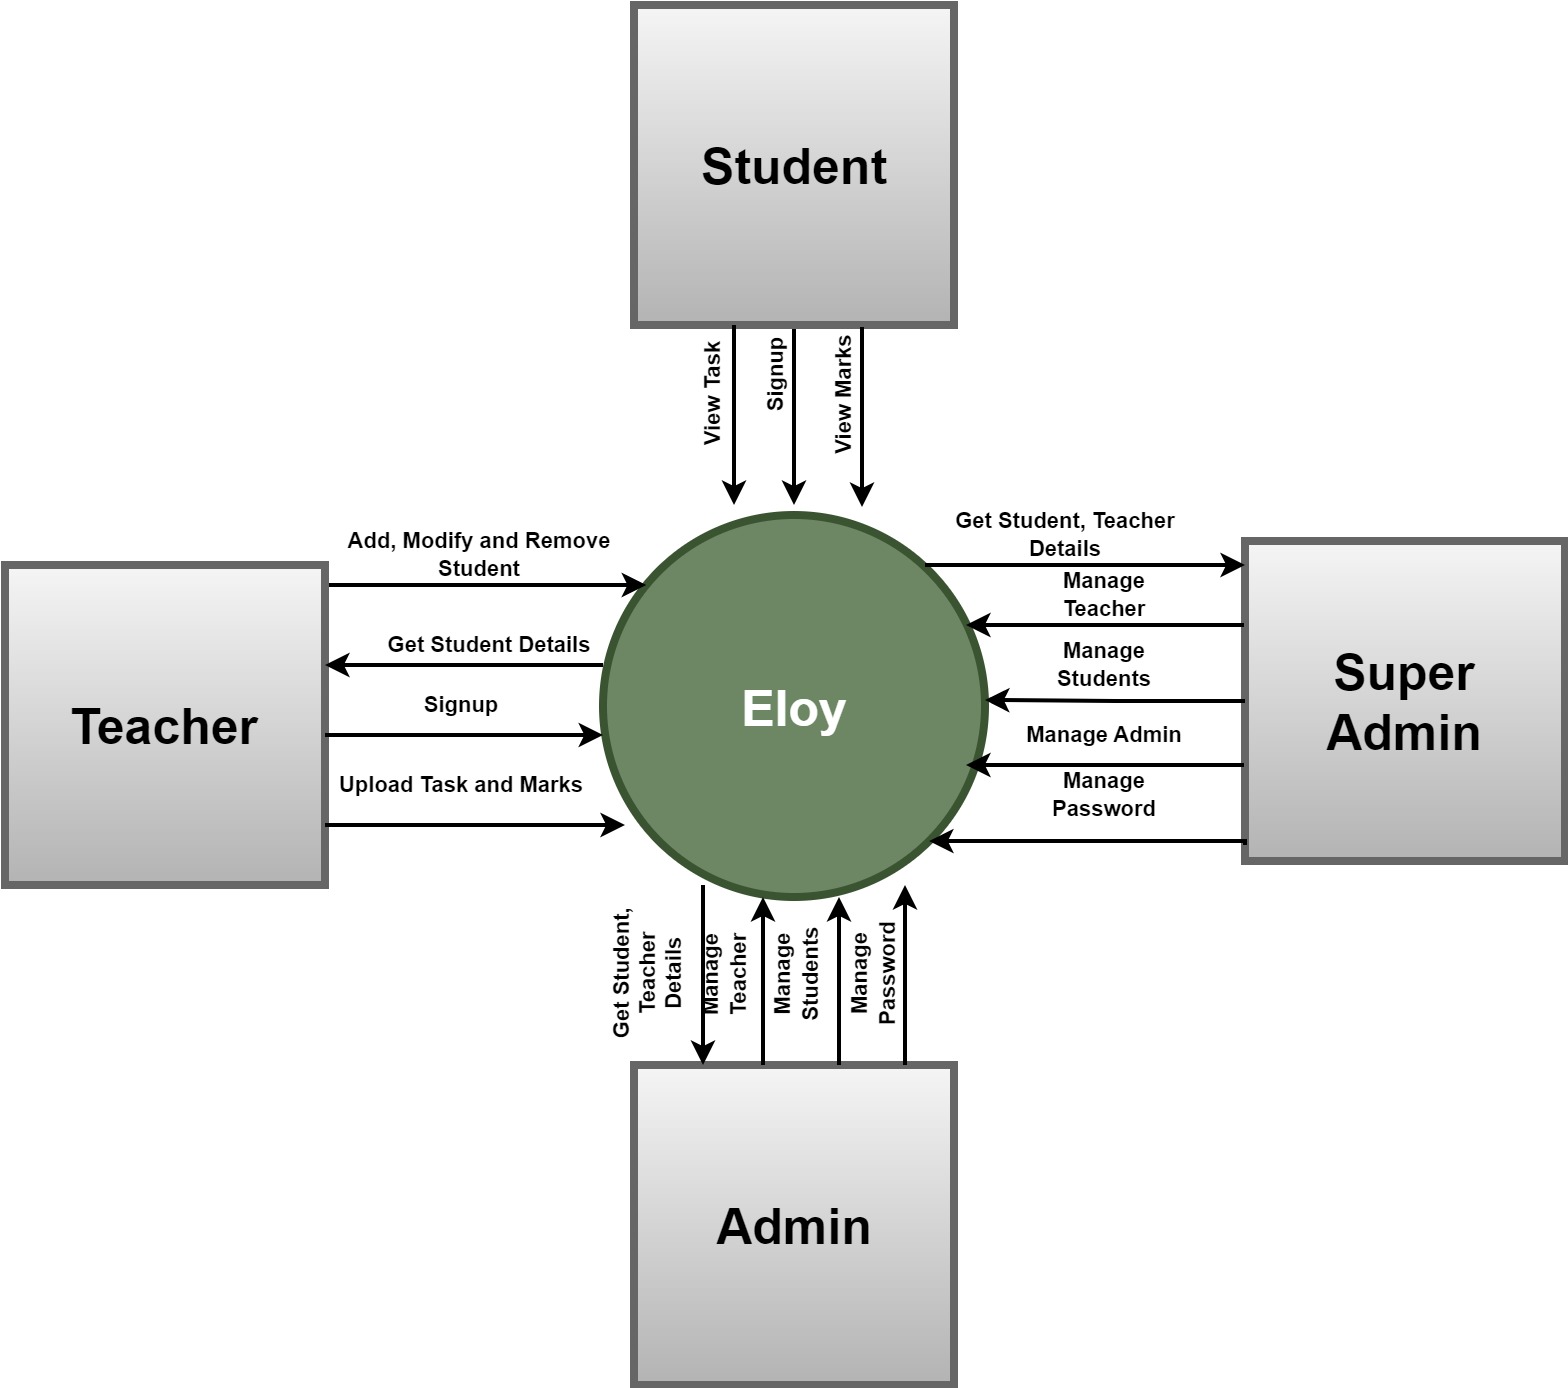 Student
View Task
Signup
View Marks
Add, Modify and Remove
Student
Get Student Details
Signup
Upload Task and Marks
Teacher
Eloy
Get Student, Teacher
Details
Manage
Teacher
Manage
Students
Manage Admin
Manage
Password
Super
Admin
Get Student,
Teacher
Details
Manage
Teacher
Manage
Students
Manage
Password
Admin